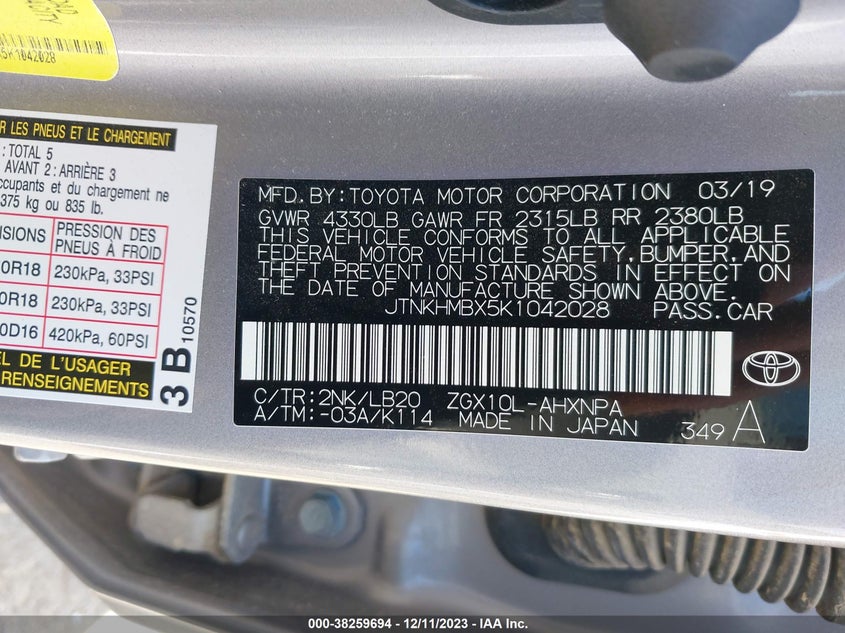 5K1042028
R LES PNEUS ET LE CHARGEMENT
: TOTAL 5
AVANT 2 : ARRIÈRE 3
ccupants et du chargement ne
375 kg ou 835 lb.
NSIONS
PRESSION DES
PNEUS À FROID
0R18 230kPa, 33PSI
0R18 230kPa, 33PSI
0D16 420kPa, 60PSI
EL DE L'USAGER
RENSEIGNEMENTS
3 B 10570
MFD.BY:TOYOTA MOTOR CORPORATION 03/19
GVWR 4330LB GAWR FR 2315LB RR 2380LB
THIS VEHICLE CONFORMS TO ALL APPLICABLE
FEDERAL MOTOR VEHICLE SAFETY,BUMPER,AND
THEFT PREVENTION STANDARDS IN EFFECT ON
THE DATE OF MANUFACTURE SHOWN ABOVE.
JTNKHMBX5K1042028 PASS.CAR
C/TR:2NK/LB20 ZGX10L-AHXNPA
A/TM:-03A/K114 MADE IN JAPAN 349 A
000-38259694 - 12/11/2023 - IAA Inc.